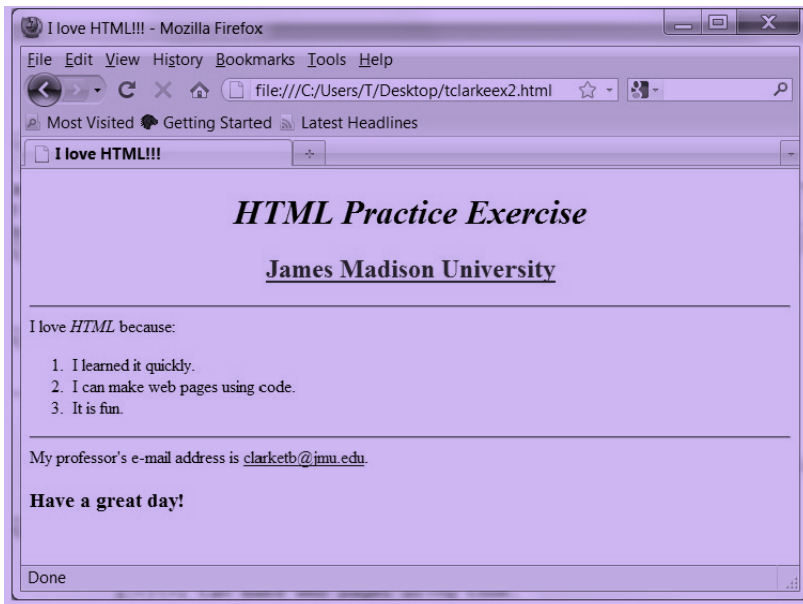 I love HTML!!! - Mozilla Firefox
File Edit View History Bookmarks Tools Help
file:///C:/Users/T/Desktop/tclarkeex2.html
Most Visited Getting Started Latest Headlines
I love HTML!!!
HTML Practice Exercise
James Madison University
I love HTML because:
1. I learned it quickly.
2. I can make web pages using code.
3. It is fun.
My professor's e-mail address is clarketb@jmu.edu.
Have a great day!
Done